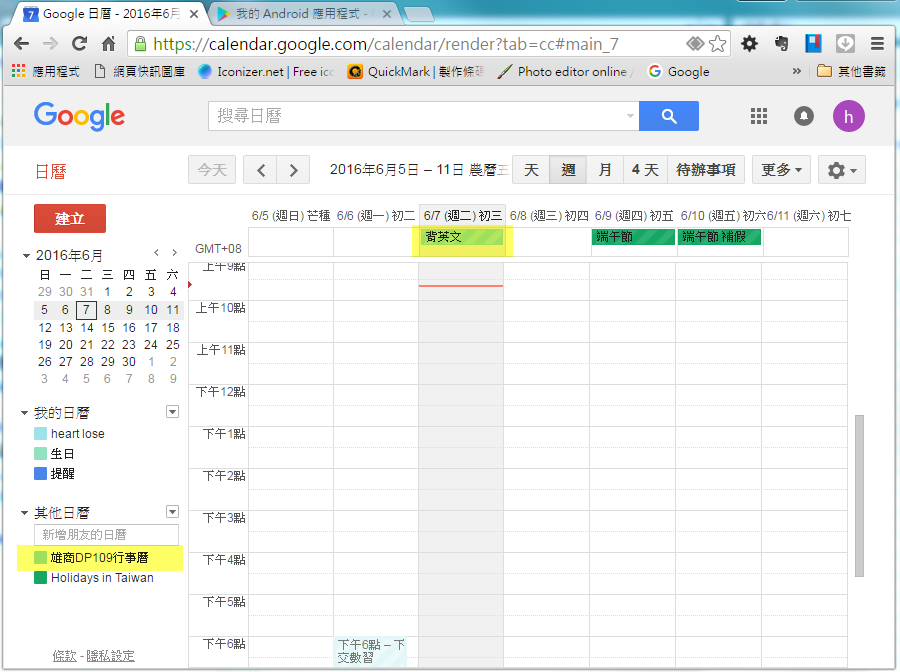 7 Google 日曆 - 2016年6月
我的 Android 應用程式 -
https://calendar.google.com/calendar/render?tab=cc#main_7
應用程式 網頁快訊圖庫 Iconizer.net | Free ico QuickMark | 製作條碼 Photo editor online / Google » 其他書籤
Google 搜尋日曆 h
日曆 今天 2016年6月5日 – 11日 農曆五 天 週 月 4 天 待辦事項 更多
建立
6/5 (週日) 芒種 6/6 (週一) 初二 6/7 (週二) 初三 6/8 (週三) 初四 6/9 (週四) 初五 6/10 (週五) 初六 6/11 (週六) 初七
GMT+08 背英文 端午節 端午節 補假
2016年6月
日 一 二 三 四 五 六
29 30 31 1 2 3 4
5 6 7 8 9 10 11
12 13 14 15 16 17 18
19 20 21 22 23 24 25
26 27 28 29 30 1 2
3 4 5 6 7 8 9
我的日曆
heart lose
生日
提醒
其他日曆
新增朋友的日曆
雄商DP109行事曆
Holidays in Taiwan
條款 - 隱私設定
上午9點
上午10點
上午11點
下午12點
下午1點
下午2點
下午3點
下午4點
下午5點
下午6點
下午6點 – 下
交數習